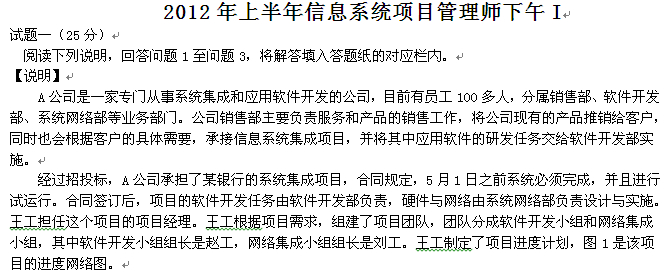 2012年上半年信息系统项目管理师下午I
试题一（25分）
阅读下列说明，回答问题1至问题3，将解答填入答题纸的对应栏内。
【说明】
A公司是一家专门从事系统集成和应用软件开发的公司，目前有员工100多人，分属销售部、软件开发
部、系统网络部等业务部门。公司销售部主要负责服务和产品的销售工作，将公司现有的产品推销给客户，
同时也会根据客户的具体需要，承接信息系统集成项目，并将其中应用软件的研发任务交给软件开发部实
施。
经过招投标，A公司承担了某银行的系统集成项目，合同规定，5月1日之前系统必须完成，并且进行
试运行。合同签订后，项目的软件开发任务由软件开发部负责，硬件与网络由系统网络部负责设计与实施。
王工担任这个项目的项目经理。王工根据项目需求，组建了项目团队，团队分成软件开发小组和网络集成
小组，其中软件开发小组组长是赵工，网络集成小组组长是刘工。王工制定了项目进度计划，图1是该项
目的进度网络图。